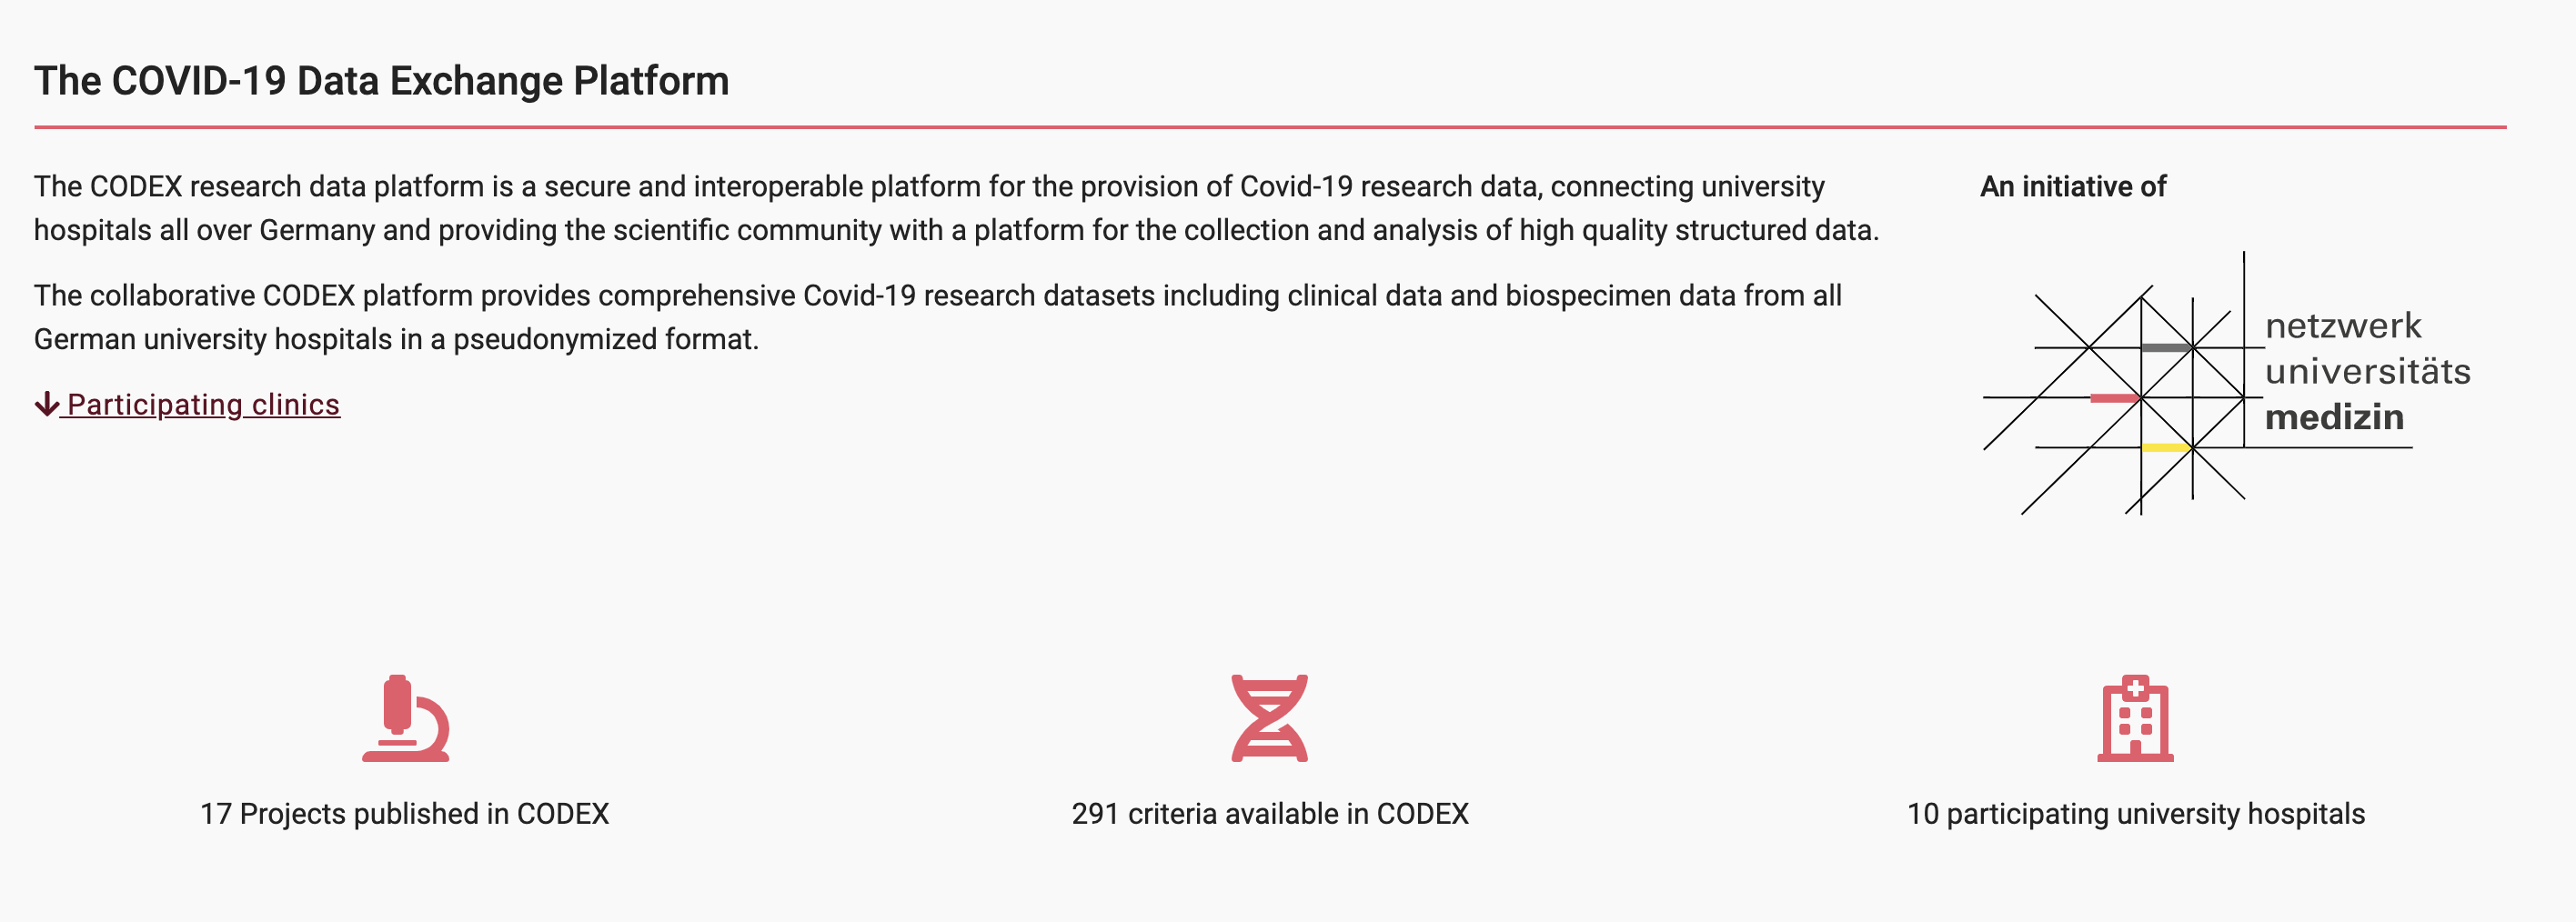 The COVID-19 Data Exchange Platform
The CODEX research data platform is a secure and interoperable platform for the provision of Covid-19 research data, connecting university
hospitals all over Germany and providing the scientific community with a platform for the collection and analysis of high quality structured data.
The collaborative CODEX platform provides comprehensive Covid-19 research datasets including clinical data and biospecimen data from all
German university hospitals in a pseudonymized format.
Participating clinics
An initiative of
netzwerk
universitäts
medizin
17 Projects published in CODEX
291 criteria available in CODEX
10 participating university hospitals